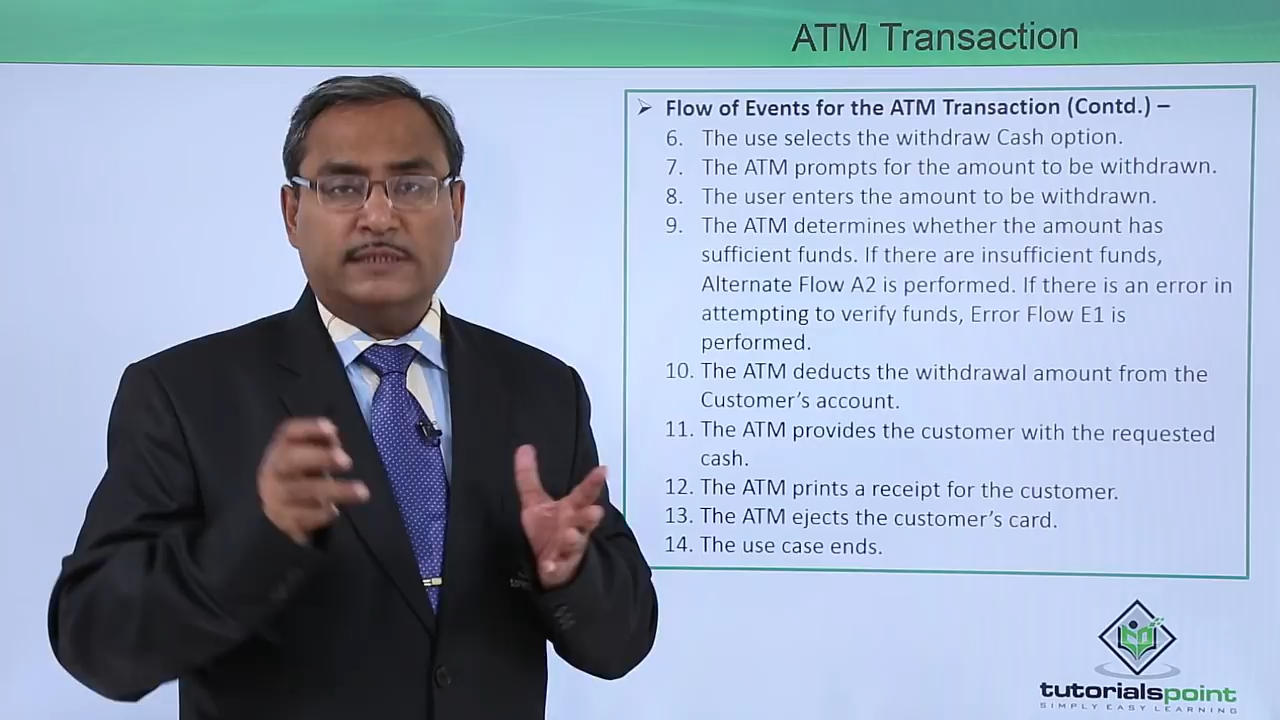 ATM Transaction
➢ Flow of Events for the ATM Transaction (Contd.) –
6. The use selects the withdraw Cash option.
7. The ATM prompts for the amount to be withdrawn.
8. The user enters the amount to be withdrawn.
9. The ATM determines whether the amount has
sufficient funds. If there are insufficient funds,
Alternate Flow A2 is performed. If there is an error in
attempting to verify funds, Error Flow E1 is
performed.
10. The ATM deducts the withdrawal amount from the
Customer’s account.
11. The ATM provides the customer with the requested
cash.
12. The ATM prints a receipt for the customer.
13. The ATM ejects the customer’s card.
14. The use case ends.
tutorialspoint
SIMPLY EASY LEARNING